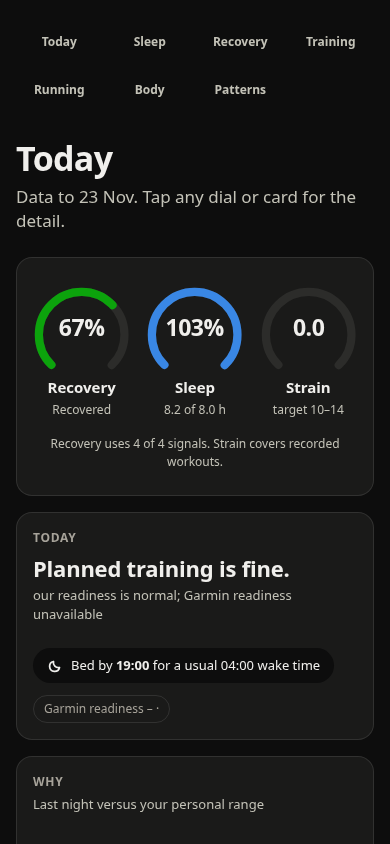 Today Sleep Recovery Training
Running Body Patterns
Today
Data to 23 Nov. Tap any dial or card for the
detail.
67% 103% 0.0
Recovery Sleep Strain
Recovered 8.2 of 8.0 h target 10–14
Recovery uses 4 of 4 signals. Strain covers recorded
workouts.
TODAY
Planned training is fine.
our readiness is normal; Garmin readiness
unavailable
Bed by 19:00 for a usual 04:00 wake time
Garmin readiness – ·
WHY
Last night versus your personal range